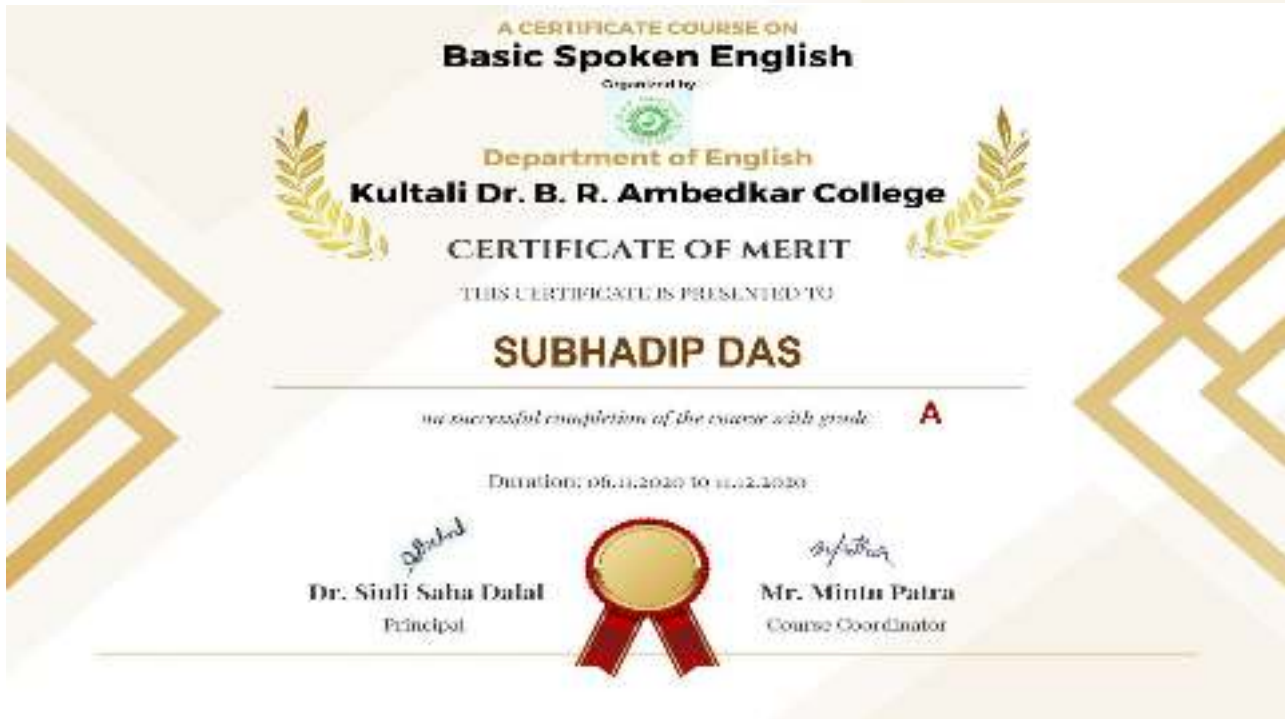 A CERTIFICATE COURSE ON
Basic Spoken English
Organized by
Department of English
Kultali Dr. B. R. Ambedkar College
CERTIFICATE OF MERIT
THIS CERTIFICATE IS PRESENTED TO
SUBHADIP DAS
on successful completion of the course with grade A
Duration: 06.11.2020 to 11.12.2020
Dr. Siuli Saha Dalal
Principal
Mr. Mintu Patra
Course Coordinator